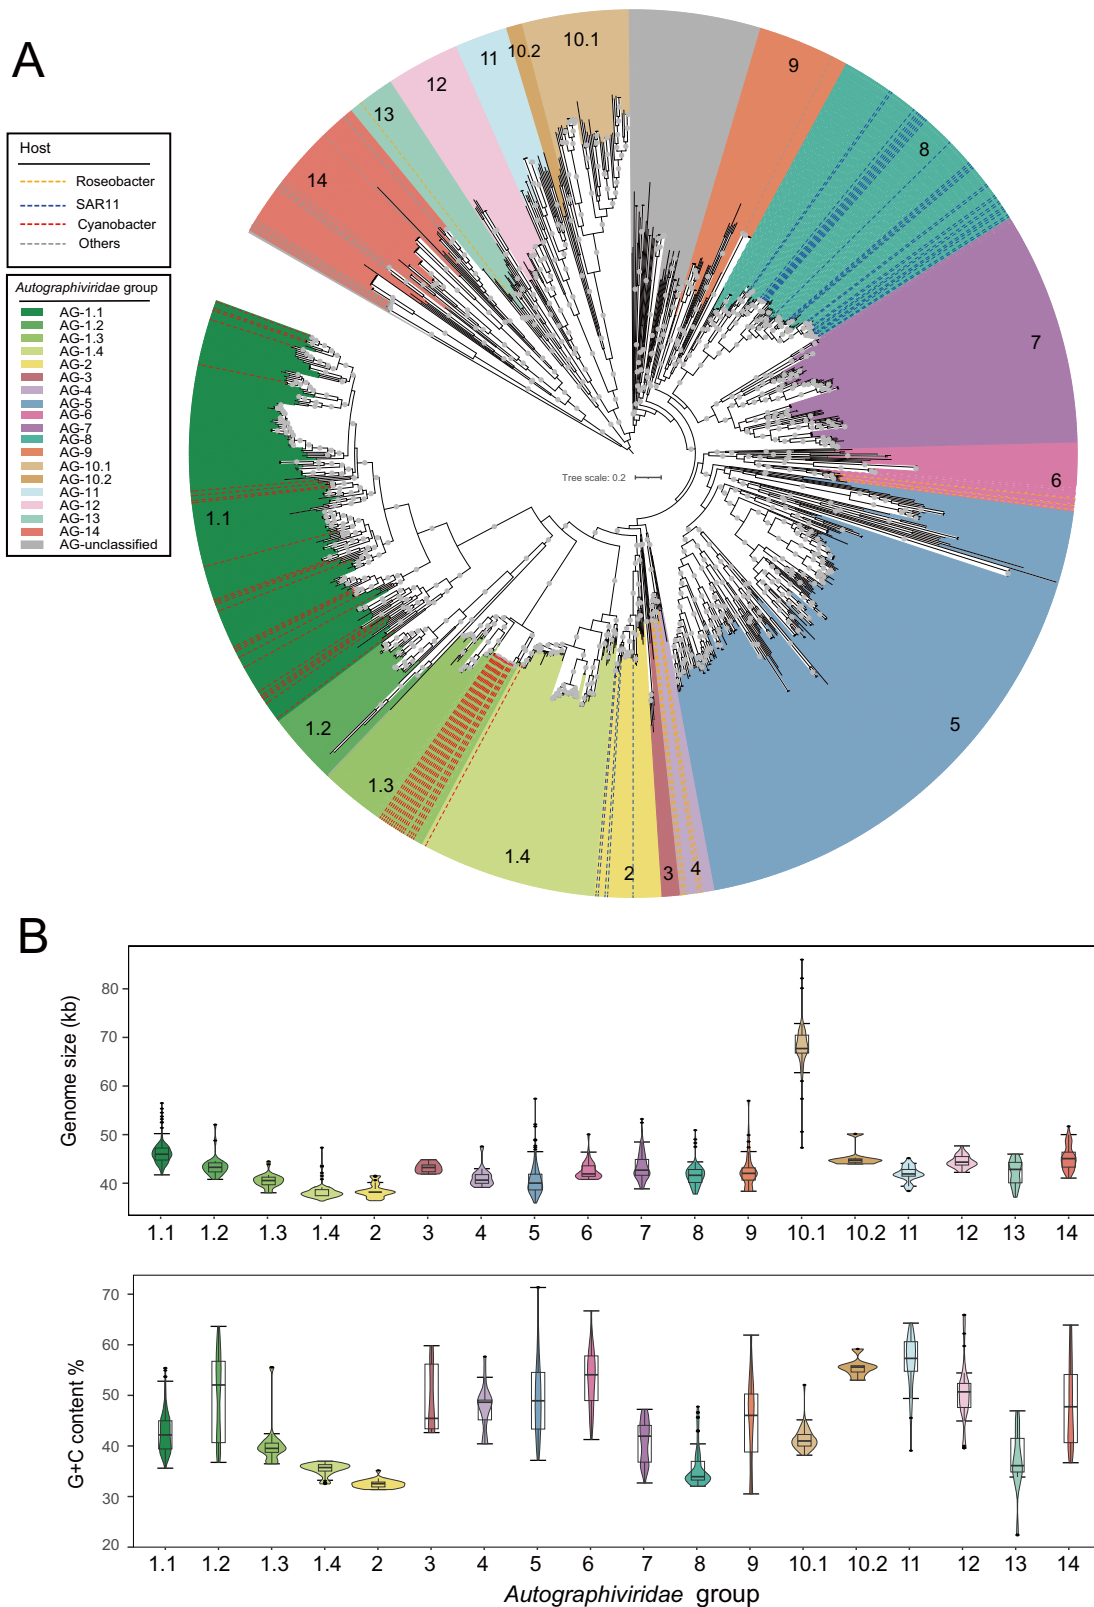 A
Host
Roseobacter
SAR11
Cyanobacter
Others
Autographiviridae group
AG-1.1
AG-1.2
AG-1.3
AG-1.4
AG-2
AG-3
AG-4
AG-5
AG-6
AG-7
AG-8
AG-9
AG-10.1
AG-10.2
AG-11
AG-12
AG-13
AG-14
AG-unclassified
14
13
12
11
10.2
10.1
9
8
7
6
5
4
3
2
1.4
1.3
1.2
1.1
Tree scale: 0.2
B
Genome size (kb)
80
70
60
50
40
1.1 1.2 1.3 1.4 2 3 4 5 6 7 8 9 10.1 10.2 11 12 13 14
G+C content %
70
60
50
40
30
20
1.1 1.2 1.3 1.4 2 3 4 5 6 7 8 9 10.1 10.2 11 12 13 14
Autographiviridae group